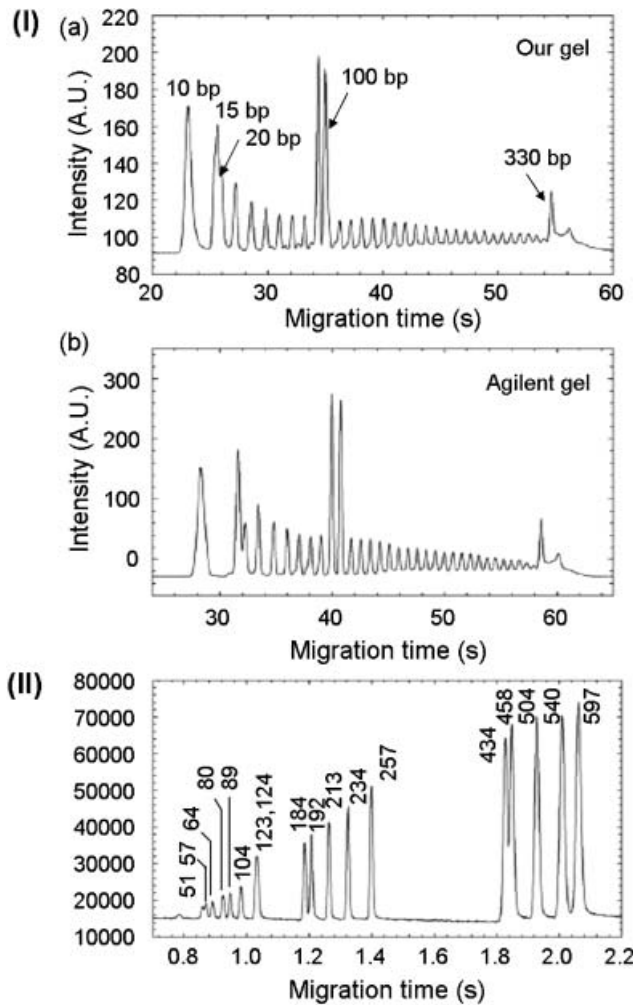 (I)
(a)
Our gel
10 bp
15 bp
20 bp
100 bp
330 bp
Intensity (A.U.)
220
200
180
160
140
120
100
80
20 30 40 50 60
Migration time (s)
(b)
Agilent gel
Intensity (A.U.)
300
200
100
0
30 40 50 60
Migration time (s)
(II)
80000
70000
60000
50000
40000
30000
20000
10000
51
57
64
80
89
104
123,124
184
192
213
234
257
434
458
504
540
597
0.8 1.0 1.2 1.4 1.6 1.8 2.0 2.2
Migration time (s)